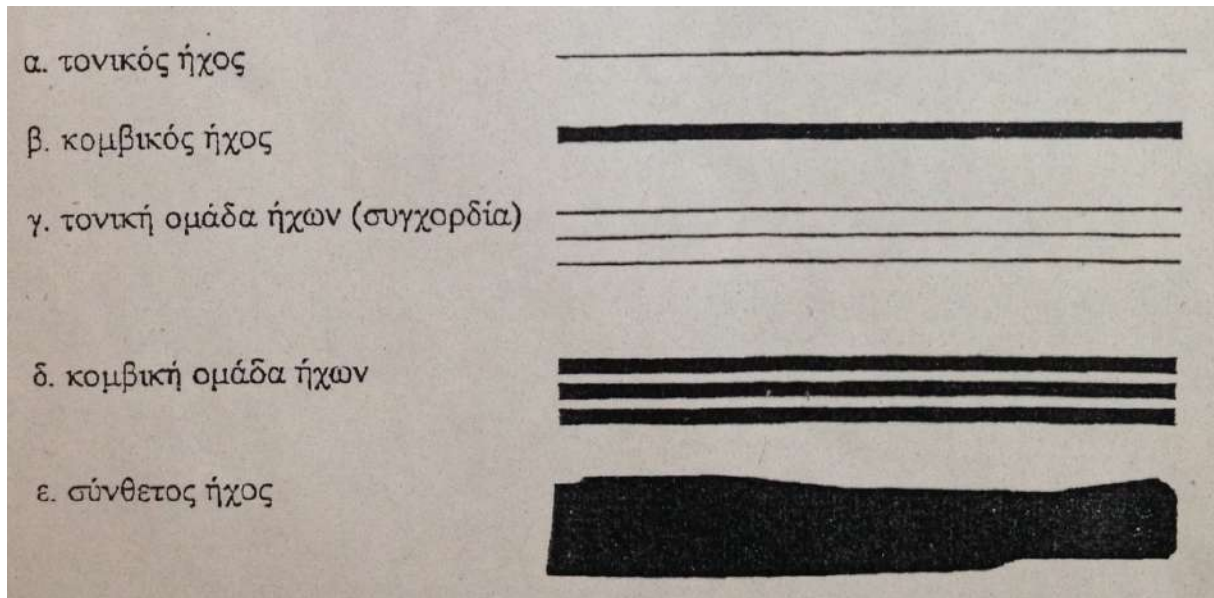 α. τονικός ήχος
β. κομβικός ήχος
γ. τονική ομάδα ήχων (συγχορδία)
δ. κομβική ομάδα ήχων
ε. σύνθετος ήχος